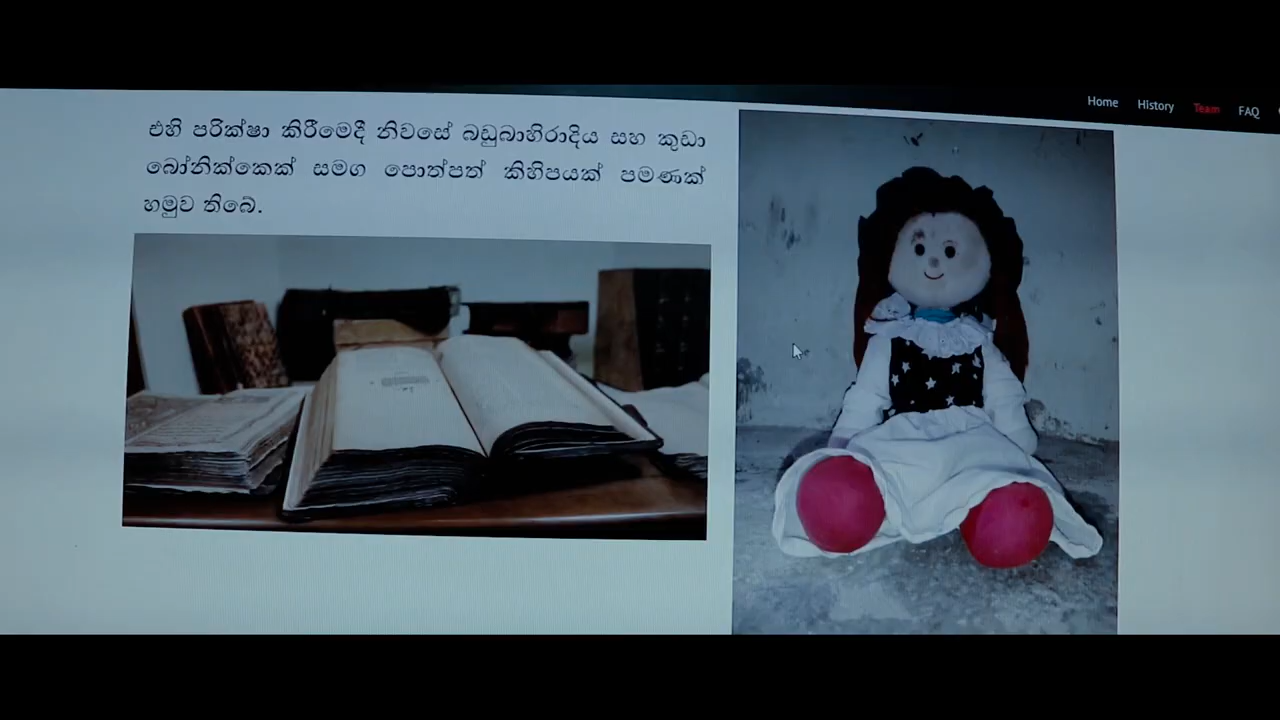 Home History Team FAQ
එහි පරික්ෂා කිරීමෙදී නිවසේ බඩුබාහිරාදිය සහ කුඩා
බෝනික්කෙක් සමග පොත්පත් කිහිපයක් පමණක්
හමුව තිබේ.